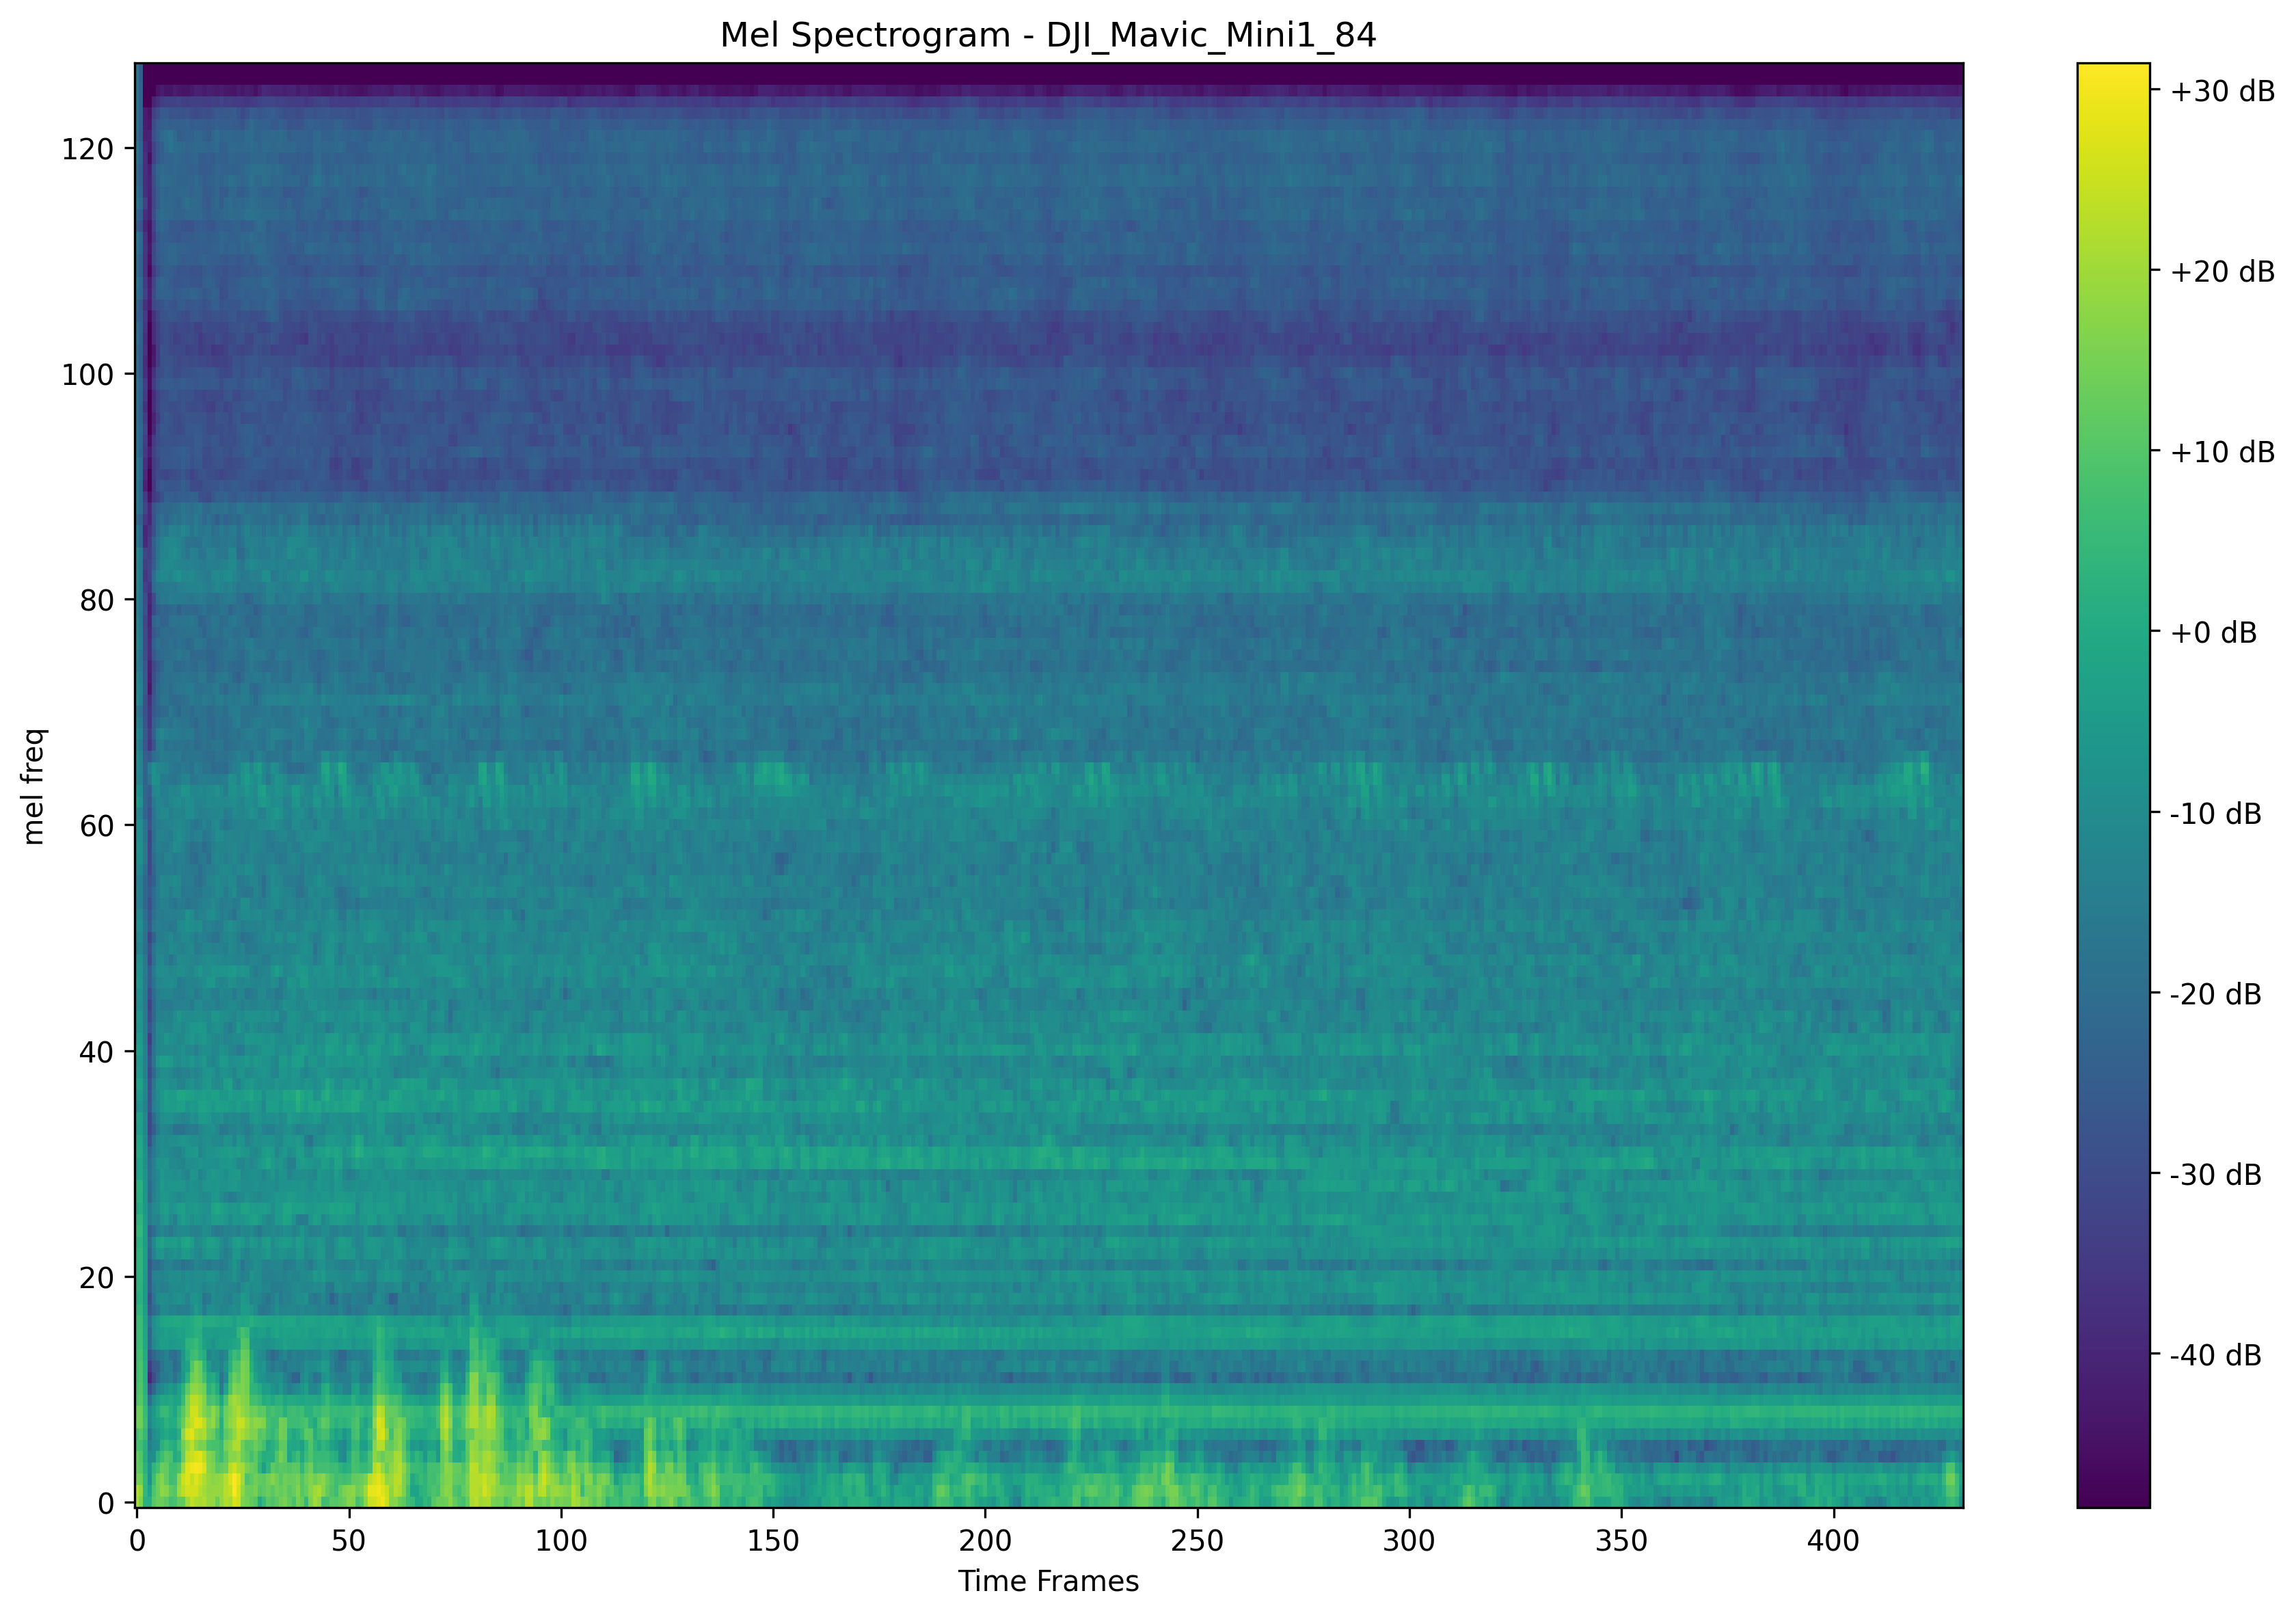 Mel Spectrogram - DJI_Mavic_Mini1_84
mel freq
120
100
80
60
40
20
0
0 50 100 150 200 250 300 350 400
Time Frames
+30 dB
+20 dB
+10 dB
+0 dB
-10 dB
-20 dB
-30 dB
-40 dB